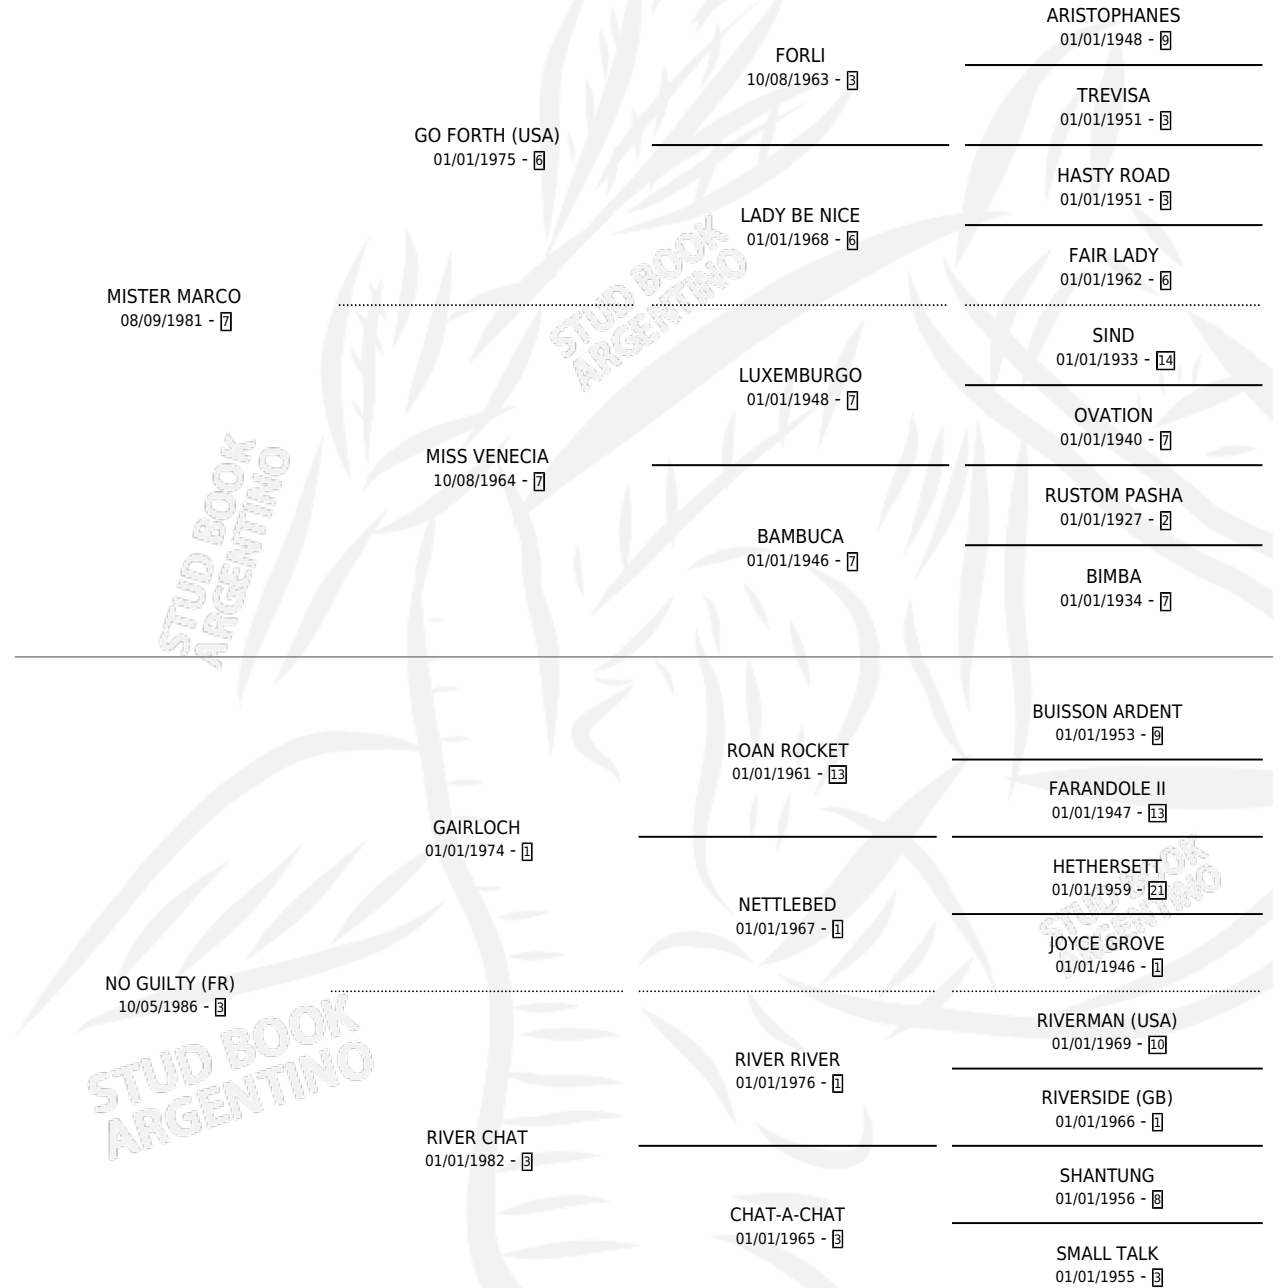 ARISTOPHANES
01/01/1948 - 9
FORLI
10/08/1963 - 3
TREVISA
01/01/1951 - 3
GO FORTH (USA)
01/01/1975 - 6
HASTY ROAD
01/01/1951 - 3
LADY BE NICE
01/01/1968 - 6
FAIR LADY
01/01/1962 - 6
MISTER MARCO
08/09/1981 - 7
STUD BOOK
ARGENTINO
SIND
01/01/1933 - 14
LUXEMBURGO
01/01/1948 - 7
OVATION
01/01/1940 - 7
MISS VENECIA
10/08/1964 - 7
RUSTOM PASHA
01/01/1927 - 2
BAMBUCA
01/01/1946 - 7
BIMBA
01/01/1934 - 7
STUD BOOK
ARGENTINO
BUISSON ARDENT
01/01/1953 - 9
ROAN ROCKET
01/01/1961 - 13
FARANDOLE II
01/01/1947 - 13
GAIRLOCH
01/01/1974 - 1
HETHERSETT
01/01/1959 - 21
NETTLEBED
01/01/1967 - 1
STUD BOOK
ARGENTINO
JOYCE GROVE
01/01/1946 - 1
NO GUILTY (FR)
10/05/1986 - 3
RIVERMAN (USA)
01/01/1969 - 10
RIVER RIVER
01/01/1976 - 1
STUD BOOK
ARGENTINO
RIVERSIDE (GB)
01/01/1966 - 1
RIVER CHAT
01/01/1982 - 3
SHANTUNG
01/01/1956 - 8
CHAT-A-CHAT
01/01/1965 - 3
SMALL TALK
01/01/1955 - 3